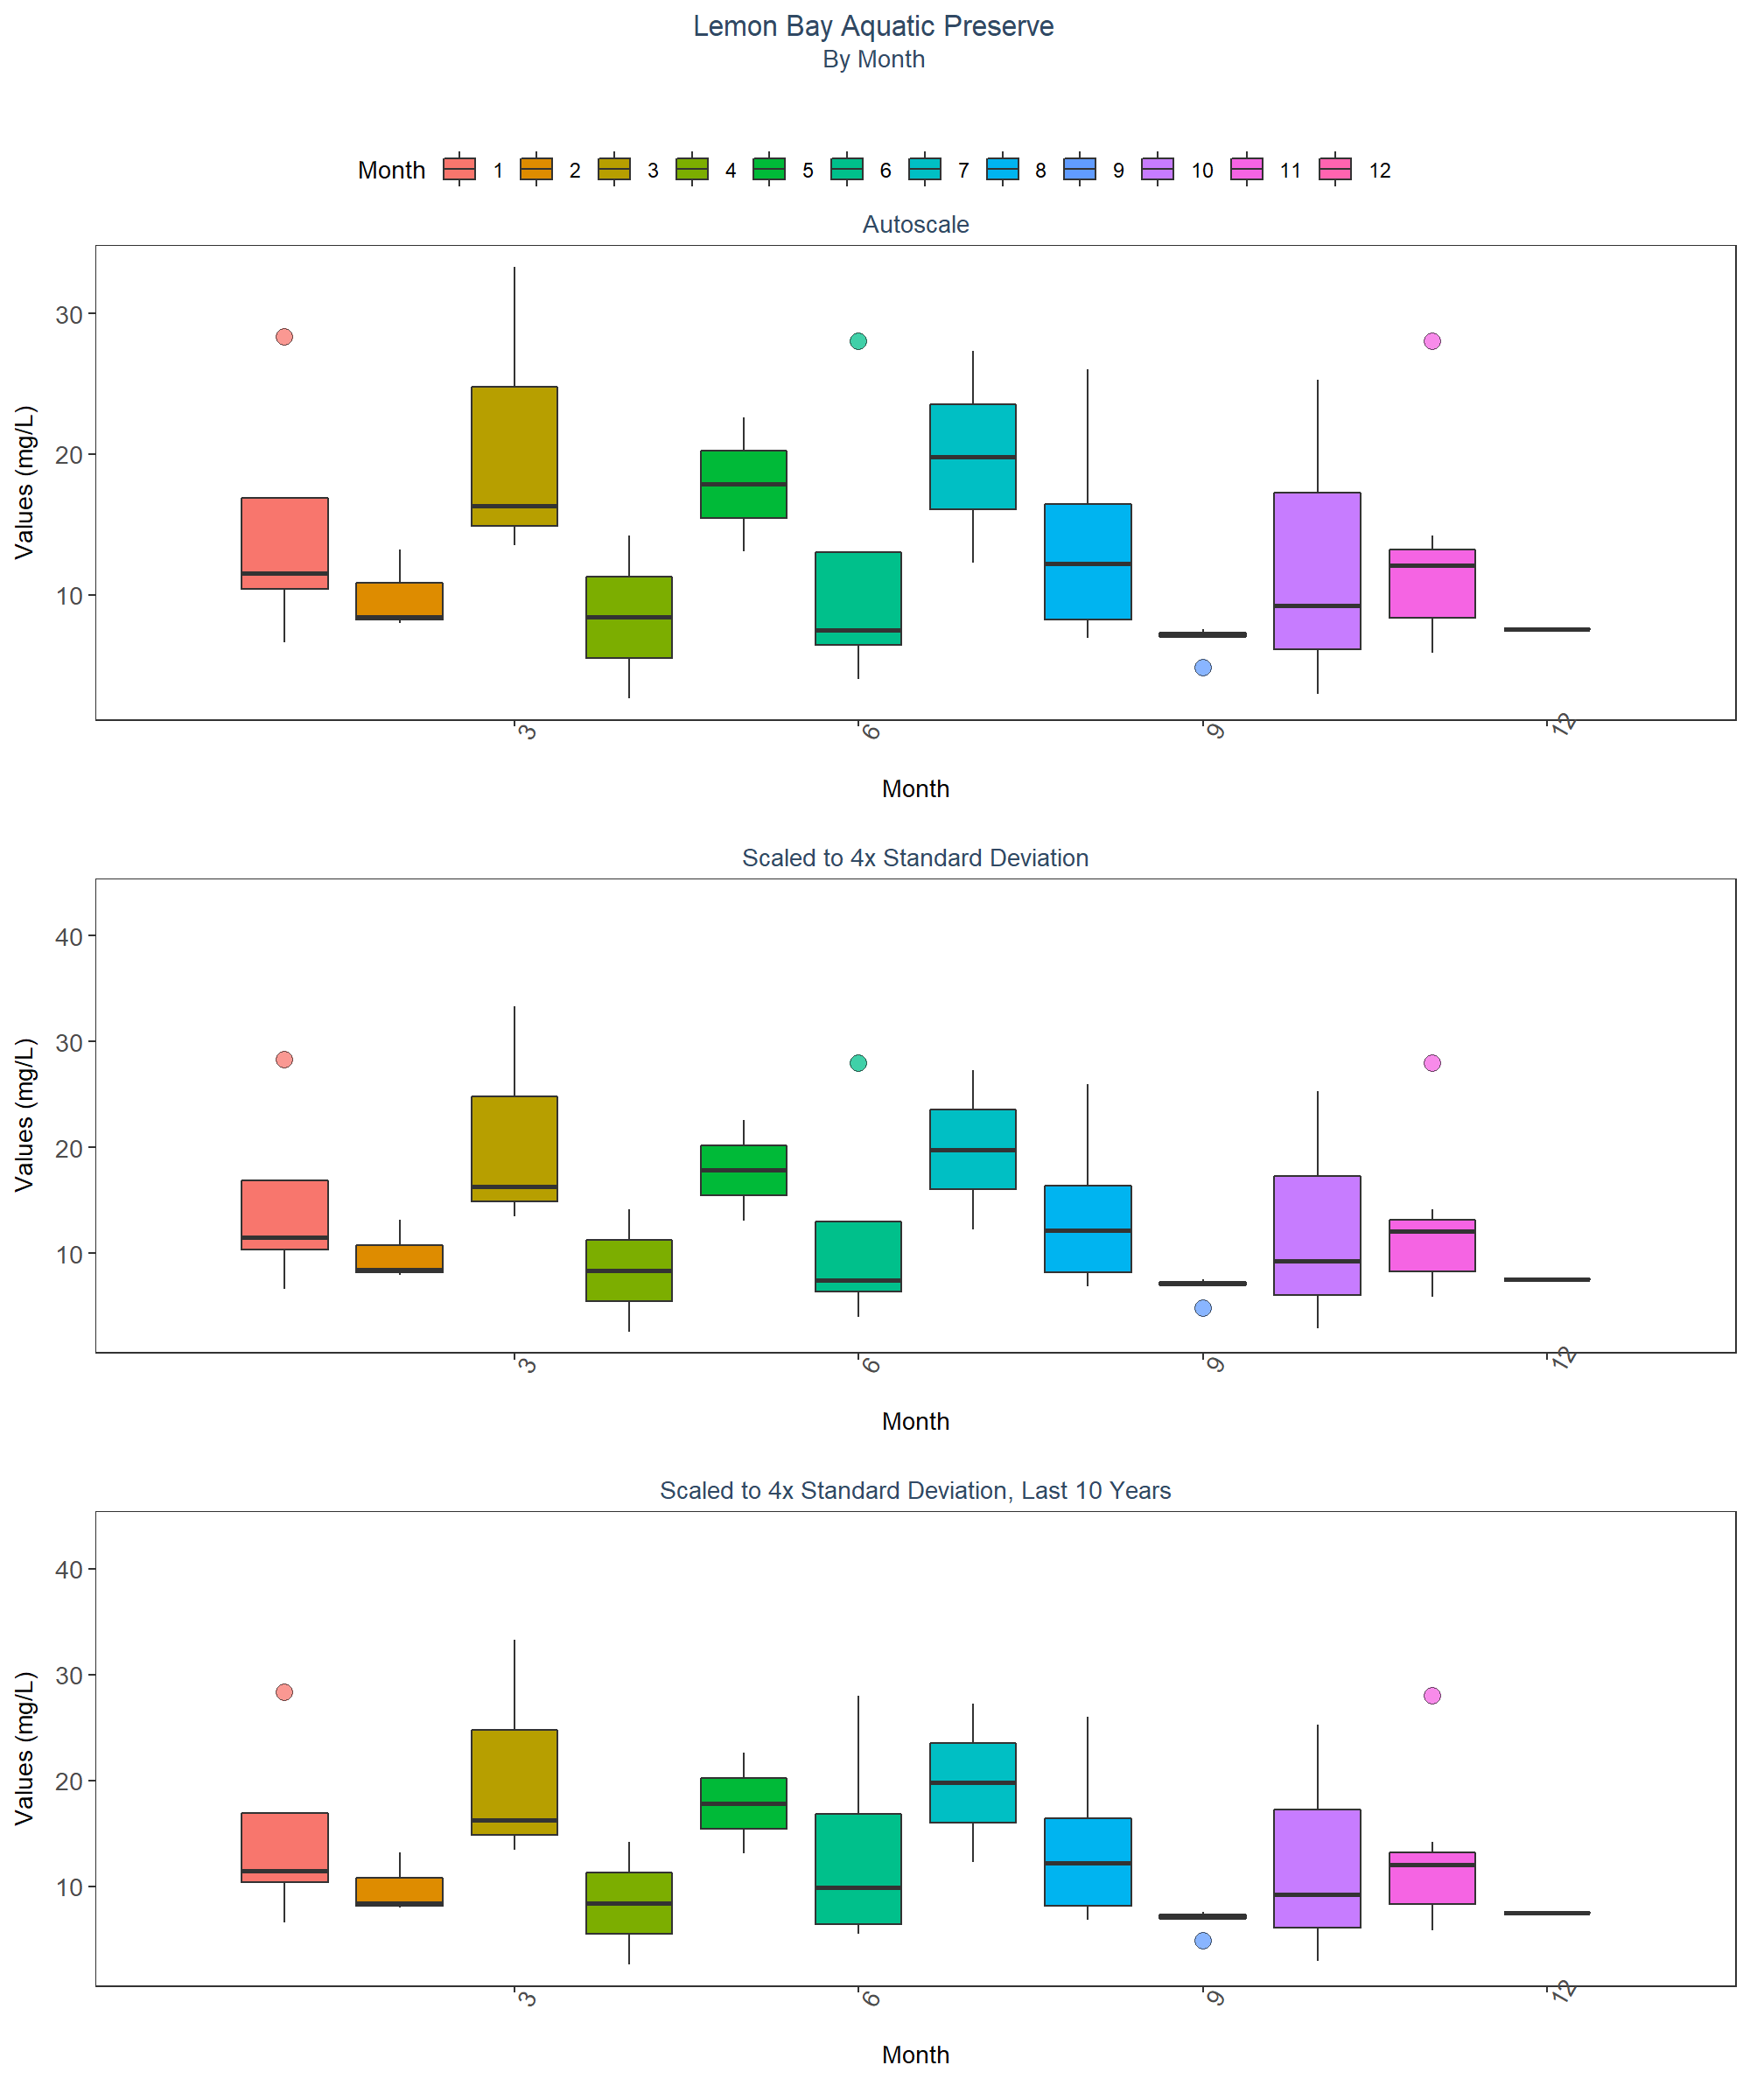 Lemon Bay Aquatic Preserve
By Month
Month 1 2 3 4 5 6 7 8 9 10 11 12
Autoscale
Values (mg/L)
30
20
10
3 6 9 12
Month
Scaled to 4x Standard Deviation
Values (mg/L)
40
30
20
10
3 6 9 12
Month
Scaled to 4x Standard Deviation, Last 10 Years
Values (mg/L)
40
30
20
10
3 6 9 12
Month